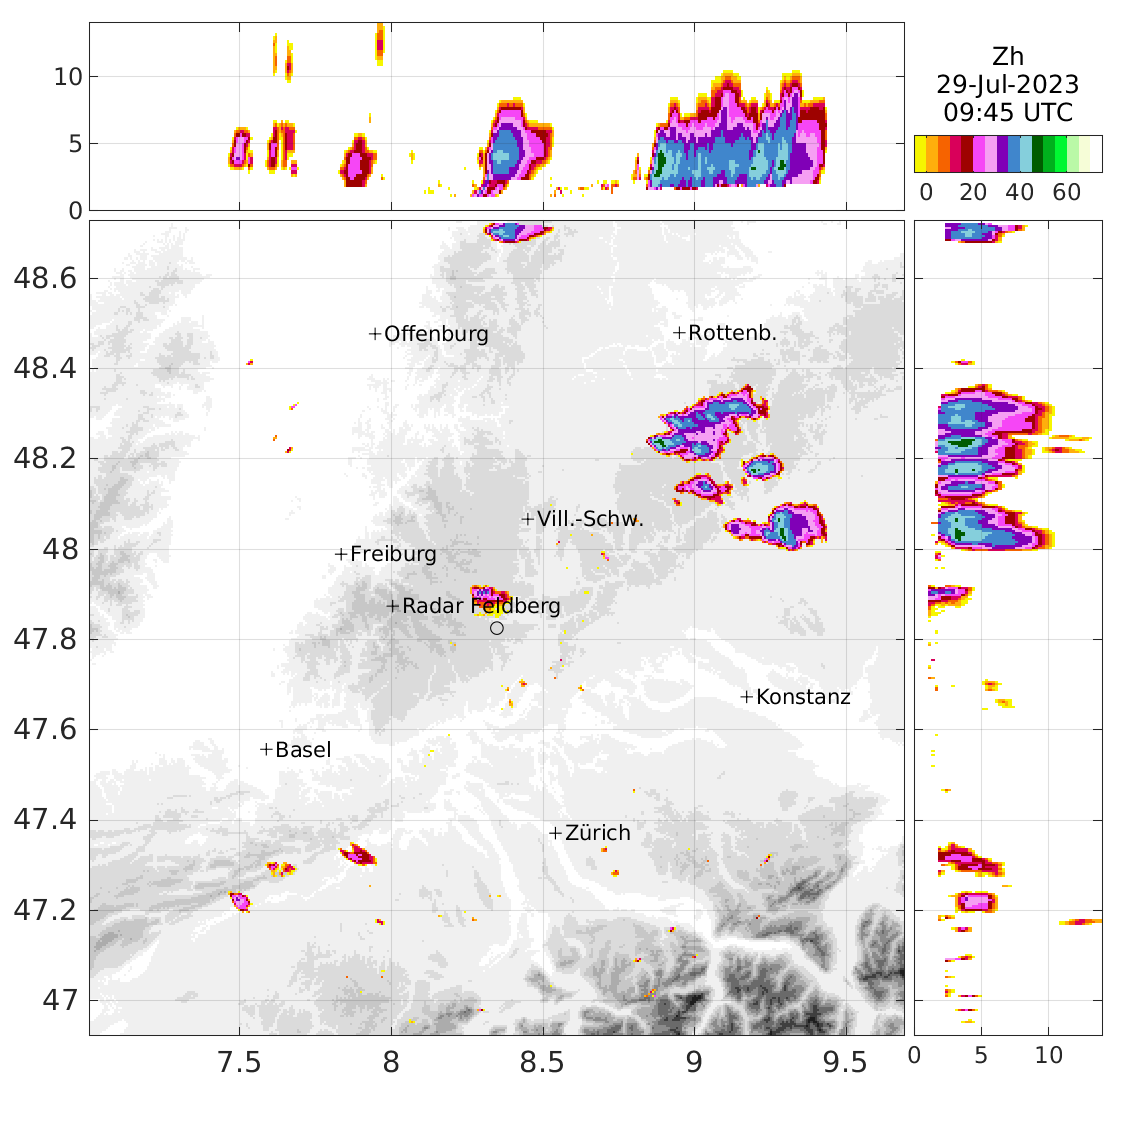 10
5
0
Zh
29-Jul-2023
09:45 UTC
0 20 40 60
48.6
48.4
48.2
48
47.8
47.6
47.4
47.2
47
+Offenburg
+Rottenb.
+Vill.-Schw.
+Freiburg
+Radar Feldberg
+Konstanz
+Basel
+Zürich
7.5 8 8.5 9 9.5
0 5 10